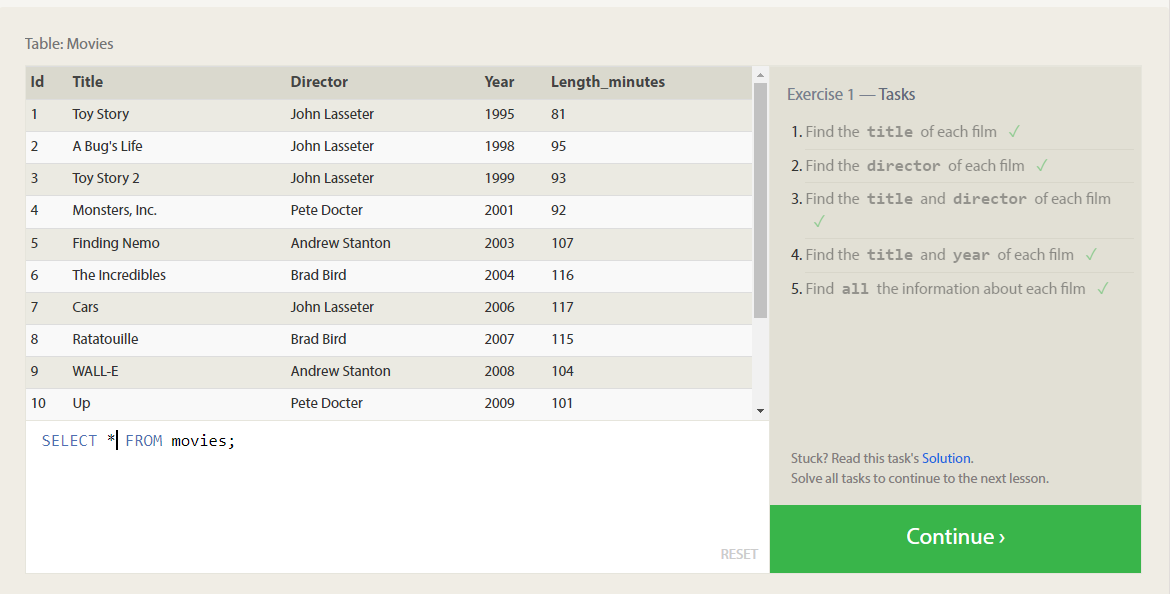 Table: Movies
Id Title Director Year Length_minutes
1 Toy Story John Lasseter 1995 81
2 A Bug's Life John Lasseter 1998 95
3 Toy Story 2 John Lasseter 1999 93
4 Monsters, Inc. Pete Docter 2001 92
5 Finding Nemo Andrew Stanton 2003 107
6 The Incredibles Brad Bird 2004 116
7 Cars John Lasseter 2006 117
8 Ratatouille Brad Bird 2007 115
9 WALL-E Andrew Stanton 2008 104
10 Up Pete Docter 2009 101
SELECT * FROM movies;
RESET
Exercise 1 — Tasks
1. Find the title of each film ✓
2. Find the director of each film ✓
3. Find the title and director of each film
✓
4. Find the title and year of each film ✓
5. Find all the information about each film ✓
Stuck? Read this task's Solution.
Solve all tasks to continue to the next lesson.
Continue ›